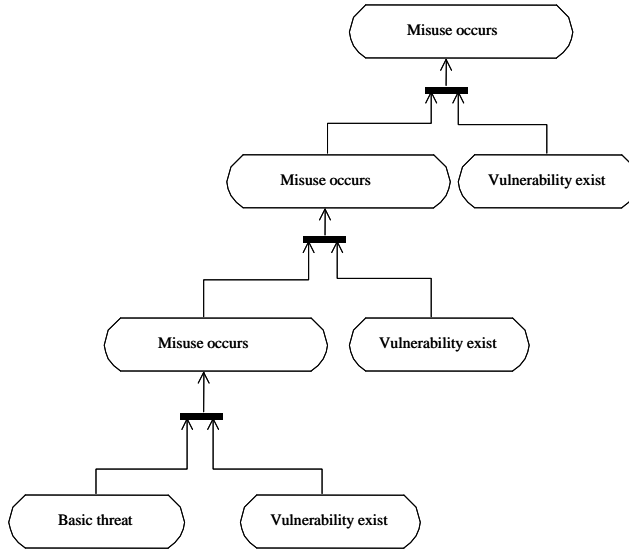 Misuse occurs
Misuse occurs
Vulnerability exist
Misuse occurs
Vulnerability exist
Basic threat
Vulnerability exist